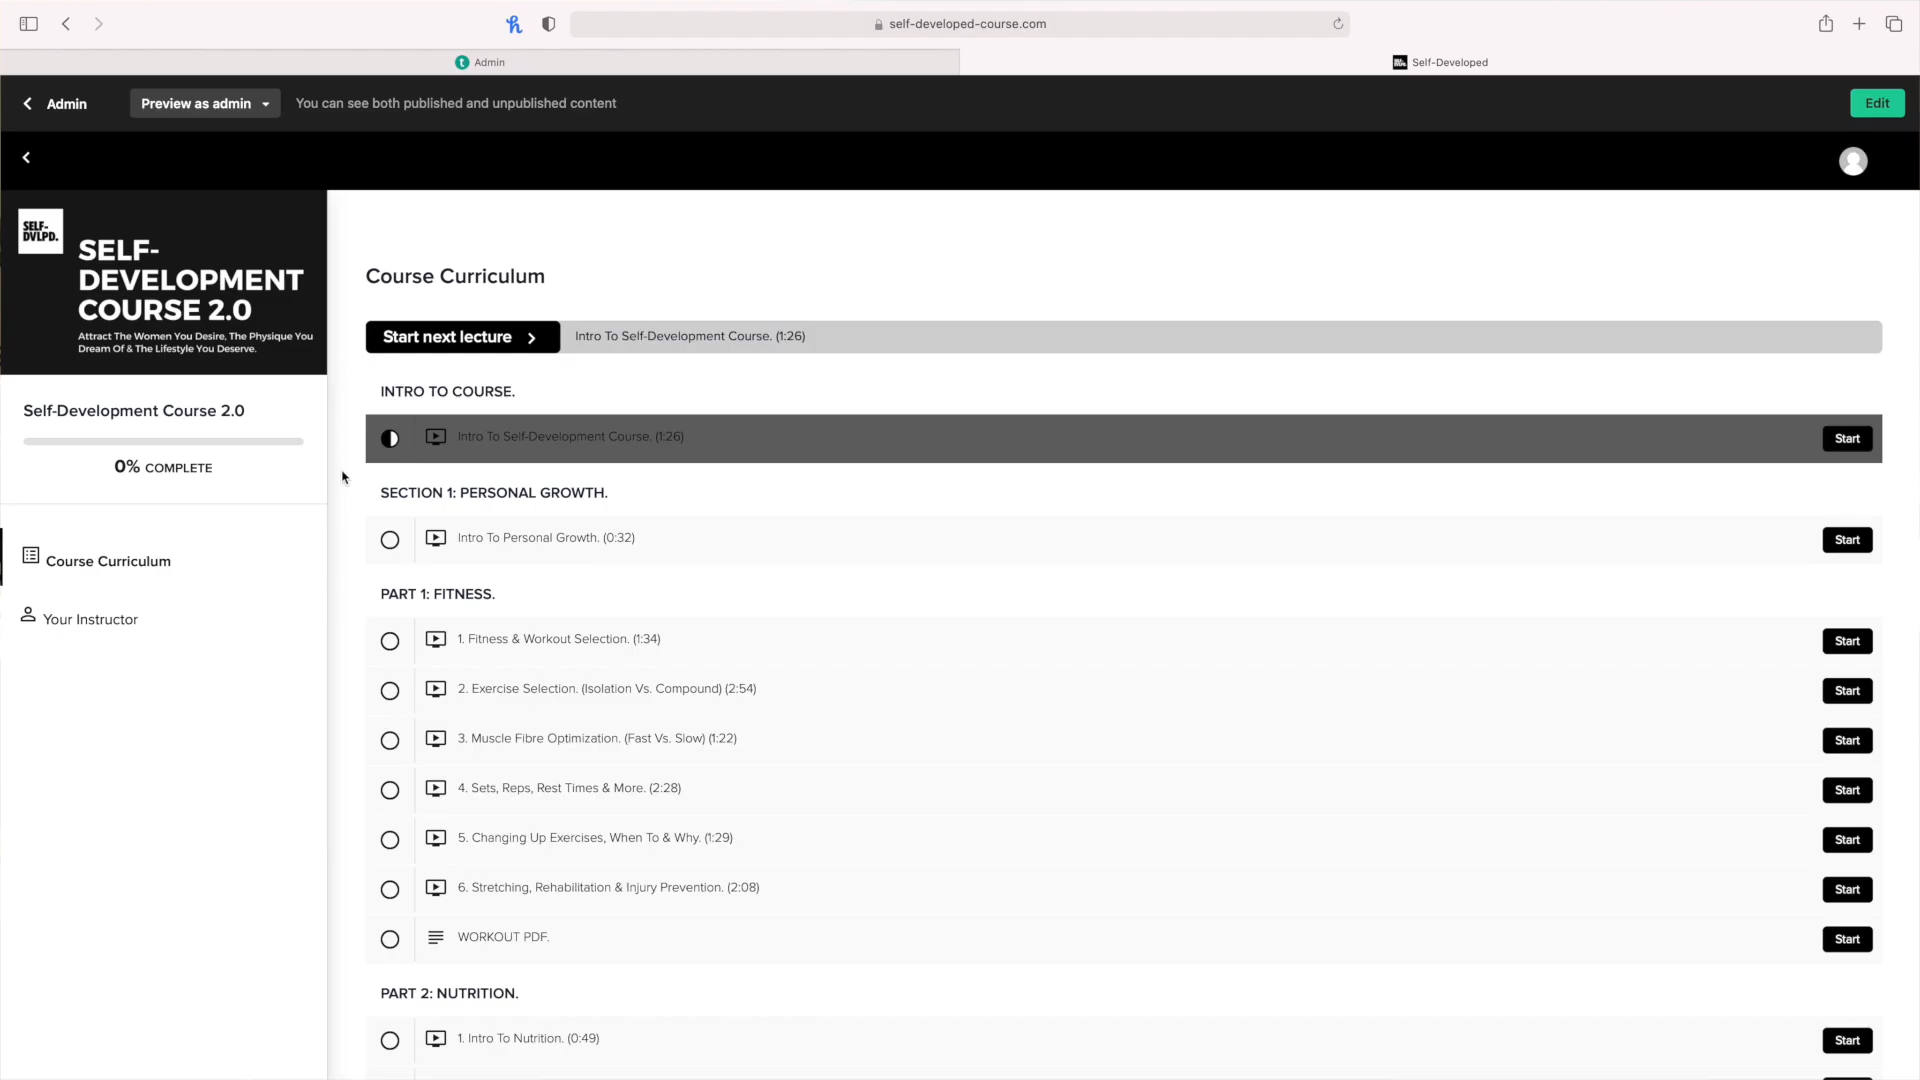 self-developed-course.com
Admin
Self-Developed
Admin
Preview as admin
You can see both published and unpublished content
Edit
SELF-
DVLPD.
SELF-
DEVELOPMENT
COURSE 2.0
Attract The Women You Desire, The Physique You
Dream Of & The Lifestyle You Deserve.
Self-Development Course 2.0
0% COMPLETE
Course Curriculum
Your Instructor
Course Curriculum
Start next lecture
Intro To Self-Development Course. (1:26)
INTRO TO COURSE.
Intro To Self-Development Course. (1:26)
Start
SECTION 1: PERSONAL GROWTH.
Intro To Personal Growth. (0:32)
Start
PART 1: FITNESS.
1. Fitness & Workout Selection. (1:34)
Start
2. Exercise Selection. (Isolation Vs. Compound) (2:54)
Start
3. Muscle Fibre Optimization. (Fast Vs. Slow) (1:22)
Start
4. Sets, Reps, Rest Times & More. (2:28)
Start
5. Changing Up Exercises, When To & Why. (1:29)
Start
6. Stretching, Rehabilitation & Injury Prevention. (2:08)
Start
WORKOUT PDF.
Start
PART 2: NUTRITION.
1. Intro To Nutrition. (0:49)
Start